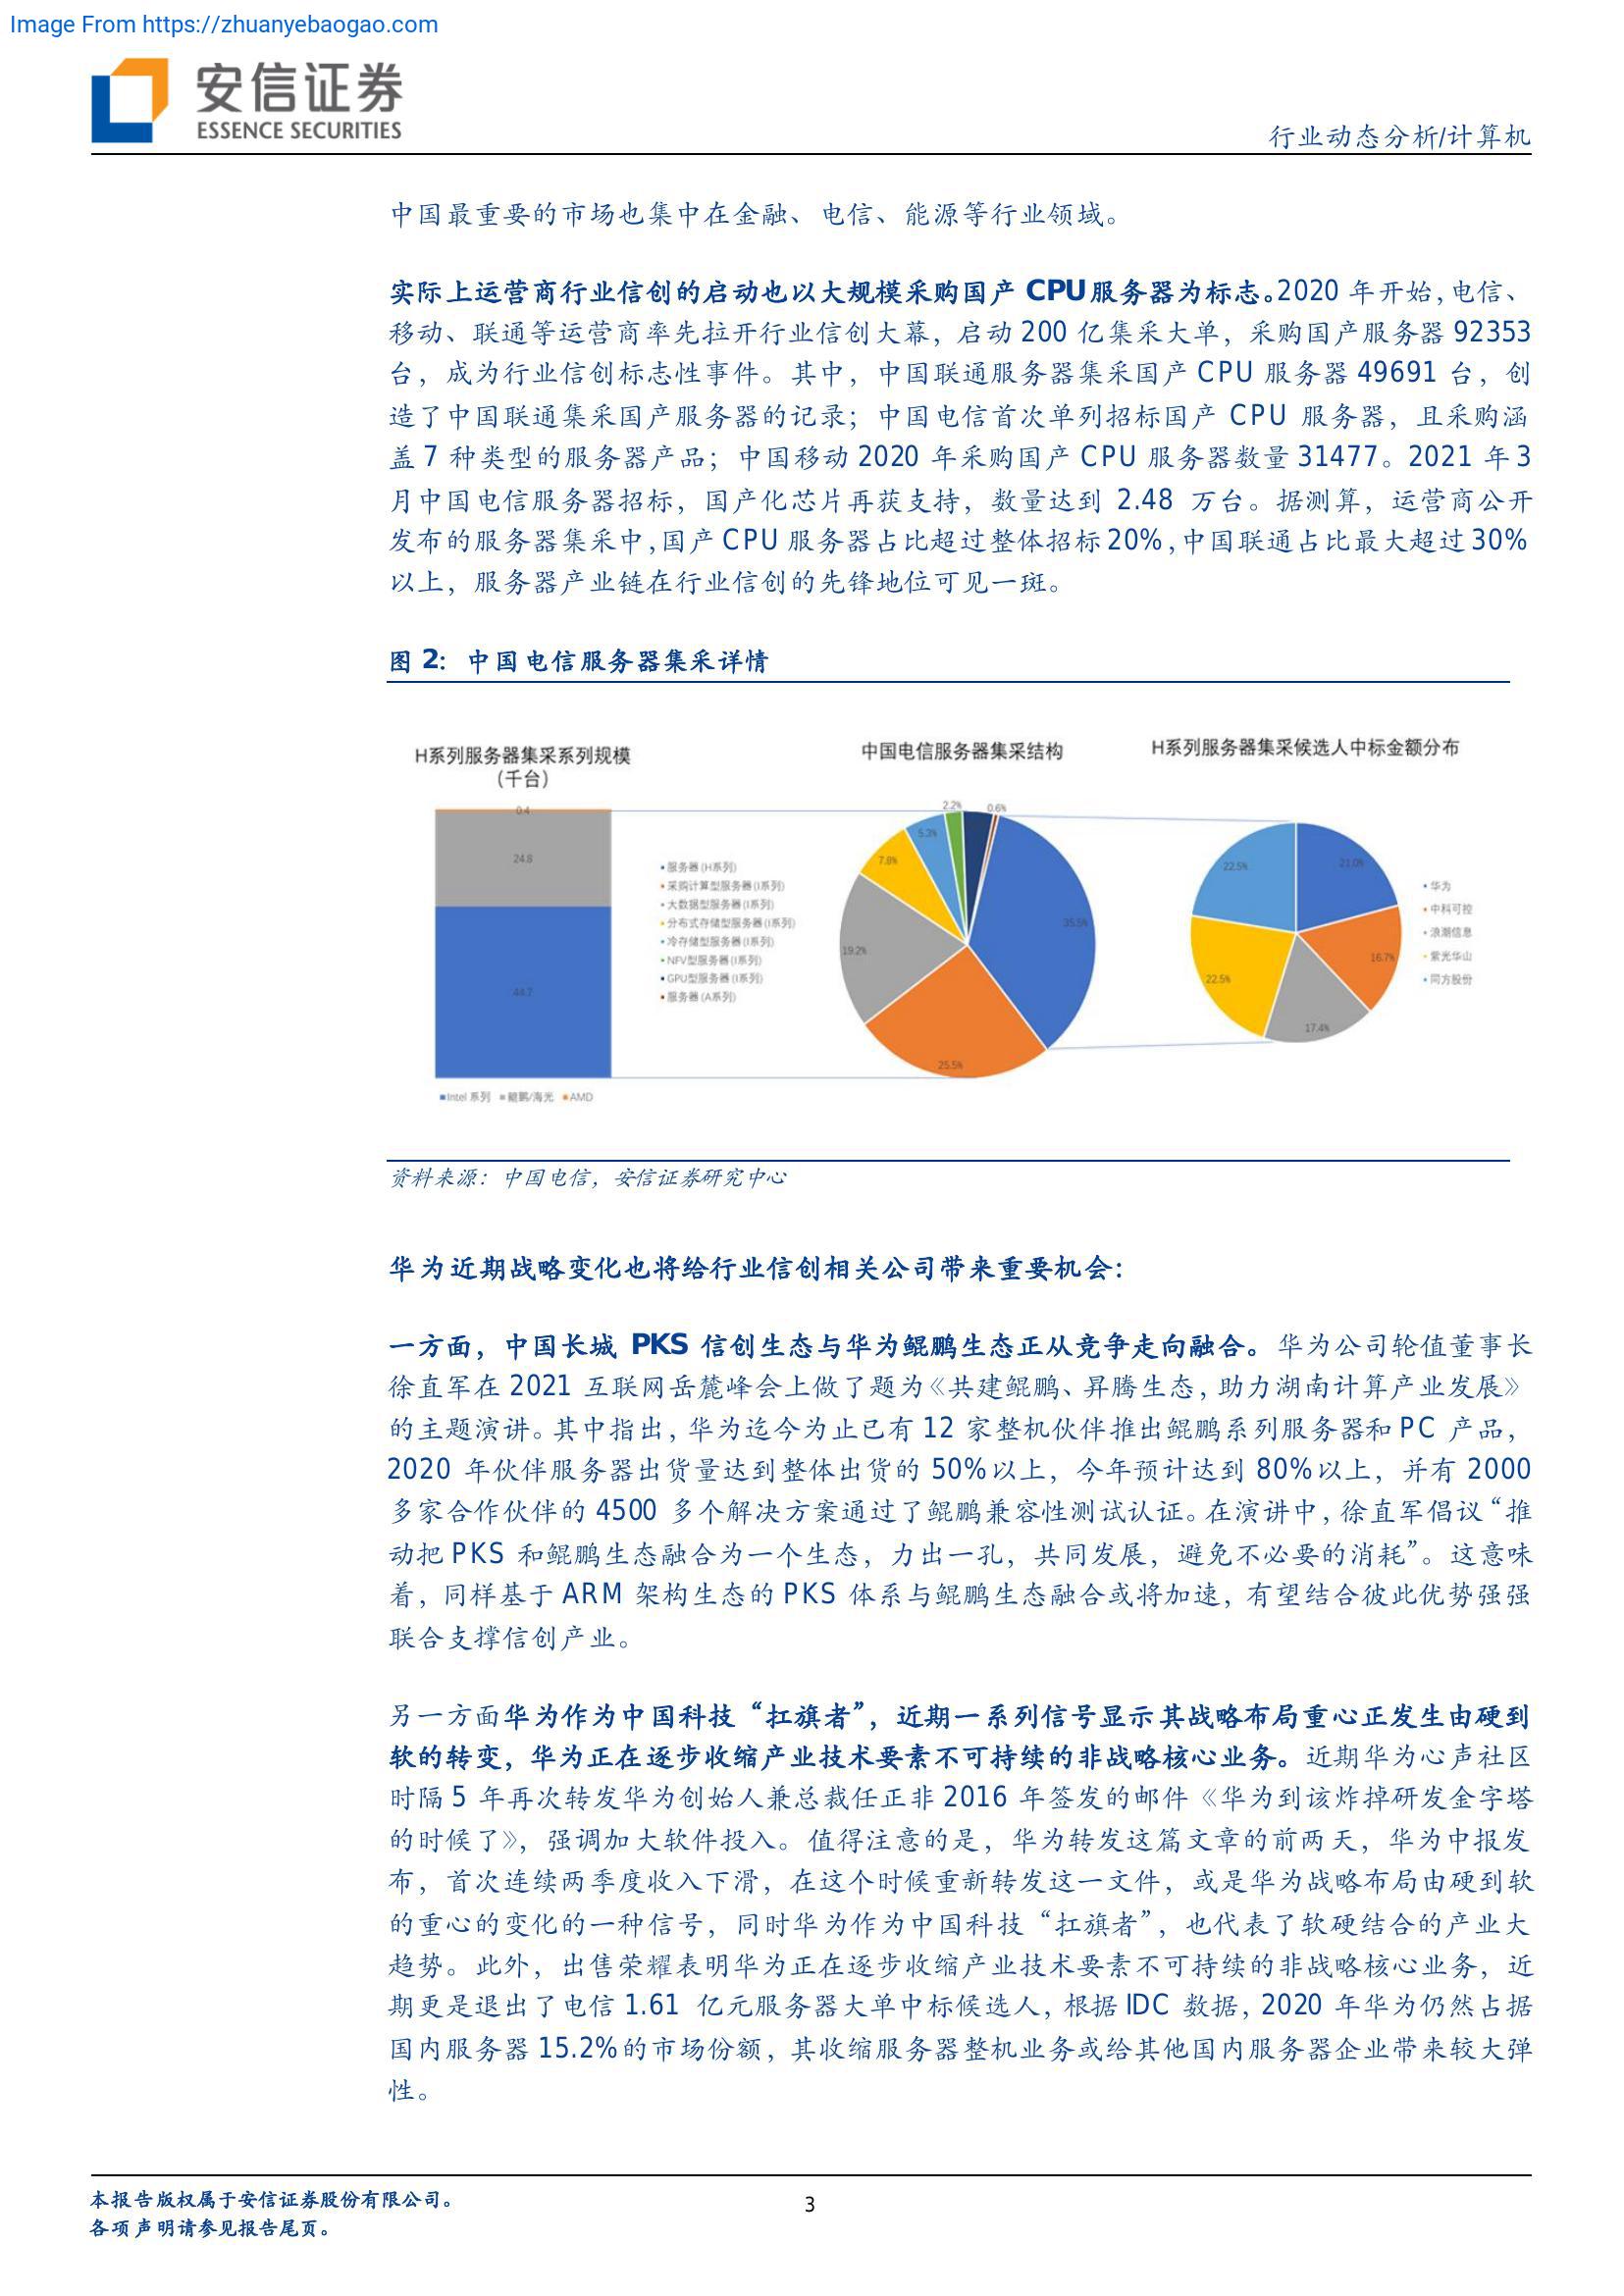 Image From https://zhuanyebaogao.com
安信证券
ESSENCE SECURITIES
行业动态分析/计算机
中国最重要的市场也集中在金融、电信、能源等行业领域。
实际上运营商行业信创的启动也以大规模采购国产 CPU 服务器为标志。2020 年开始，电信、
移动、联通等运营商率先拉开行业信创大幕，启动 200 亿集采大单，采购国产服务器 92353
台，成为行业信创标志性事件。其中，中国联通服务器集采国产 CPU 服务器 49691 台，创
造了中国联通集采国产服务器的记录；中国电信首次单列招标国产 CPU 服务器，且采购涵
盖 7 种类型的服务器产品；中国移动 2020 年采购国产 CPU 服务器数量 31477。2021 年 3
月中国电信服务器招标，国产化芯片再获支持，数量达到 2.48 万台。据测算，运营商公开
发布的服务器集采中，国产 CPU 服务器占比超过整体招标 20%，中国联通占比最大超过 30%
以上，服务器产业链在行业信创的先锋地位可见一斑。
图 2：中国电信服务器集采详情
H系列服务器集采系列规模
（千台）
0.4
24.8
44.7
■Intel 系列 ■鲲鹏/海光 ■AMD
中国电信服务器集采结构
服务器(H系列)
采购计算型服务器(I系列)
大数据型服务器(I系列)
分布式存储型服务器(I系列)
冷存储型服务器(I系列)
NFV型服务器(I系列)
GPU型服务器(I系列)
服务器(A系列)
2.2%
0.6%
5.3%
7.8%
35.5%
19.2%
25.5%
H系列服务器集采候选人中标金额分布
22.5%
21.0%
16.7%
22.5%
17.4%
华为
中科可控
浪潮信息
紫光华山
同方股份
资料来源：中国电信，安信证券研究中心
华为近期战略变化也将给行业信创相关公司带来重要机会：
一方面，中国长城 PKS 信创生态与华为鲲鹏生态正从竞争走向融合。华为公司轮值董事长
徐直军在 2021 互联网岳麓峰会上做了题为《共建鲲鹏、昇腾生态，助力湖南计算产业发展》
的主题演讲。其中指出，华为迄今为止已有 12 家整机伙伴推出鲲鹏系列服务器和 PC 产品，
2020 年伙伴服务器出货量达到整体出货的 50%以上，今年预计达到 80%以上，并有 2000
多家合作伙伴的 4500 多个解决方案通过了鲲鹏兼容性测试认证。在演讲中，徐直军倡议“推
动把 PKS 和鲲鹏生态融合为一个生态，力出一孔，共同发展，避免不必要的消耗”。这意味
着，同样基于 ARM 架构生态的 PKS 体系与鲲鹏生态融合或将加速，有望结合彼此优势强强
联合支撑信创产业。
另一方面华为作为中国科技“扛旗者”，近期一系列信号显示其战略布局重心正发生由硬到
软的转变，华为正在逐步收缩产业技术要素不可持续的非战略核心业务。近期华为心声社区
时隔 5 年再次转发华为创始人兼总裁任正非 2016 年签发的邮件《华为到该炸掉研发金字塔
的时候了》，强调加大软件投入。值得注意的是，华为转发这篇文章的前两天，华为中报发
布，首次连续两季度收入下滑，在这个时候重新转发这一文件，或是华为战略布局由硬到软
的重心的变化的一种信号，同时华为作为中国科技“扛旗者”，也代表了软硬结合的产业大
趋势。此外，出售荣耀表明华为正在逐步收缩产业技术要素不可持续的非战略核心业务，近
期更是退出了电信 1.61 亿元服务器大单中标候选人，根据 IDC 数据，2020 年华为仍然占据
国内服务器 15.2%的市场份额，其收缩服务器整机业务或给其他国内服务器企业带来较大弹
性。
本报告版权属于安信证券股份有限公司。
各项声明请参见报告尾页。
3